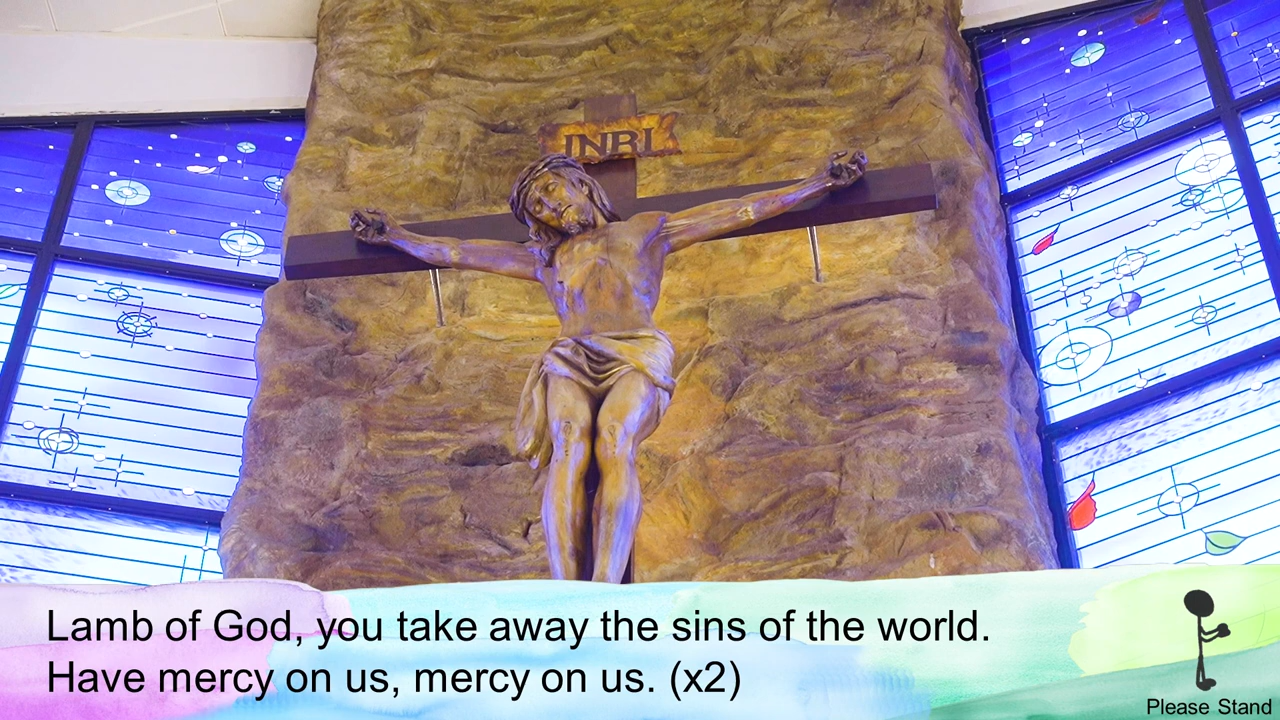 INRI
Lamb of God, you take away the sins of the world.
Have mercy on us, mercy on us. (x2)
Please Stand